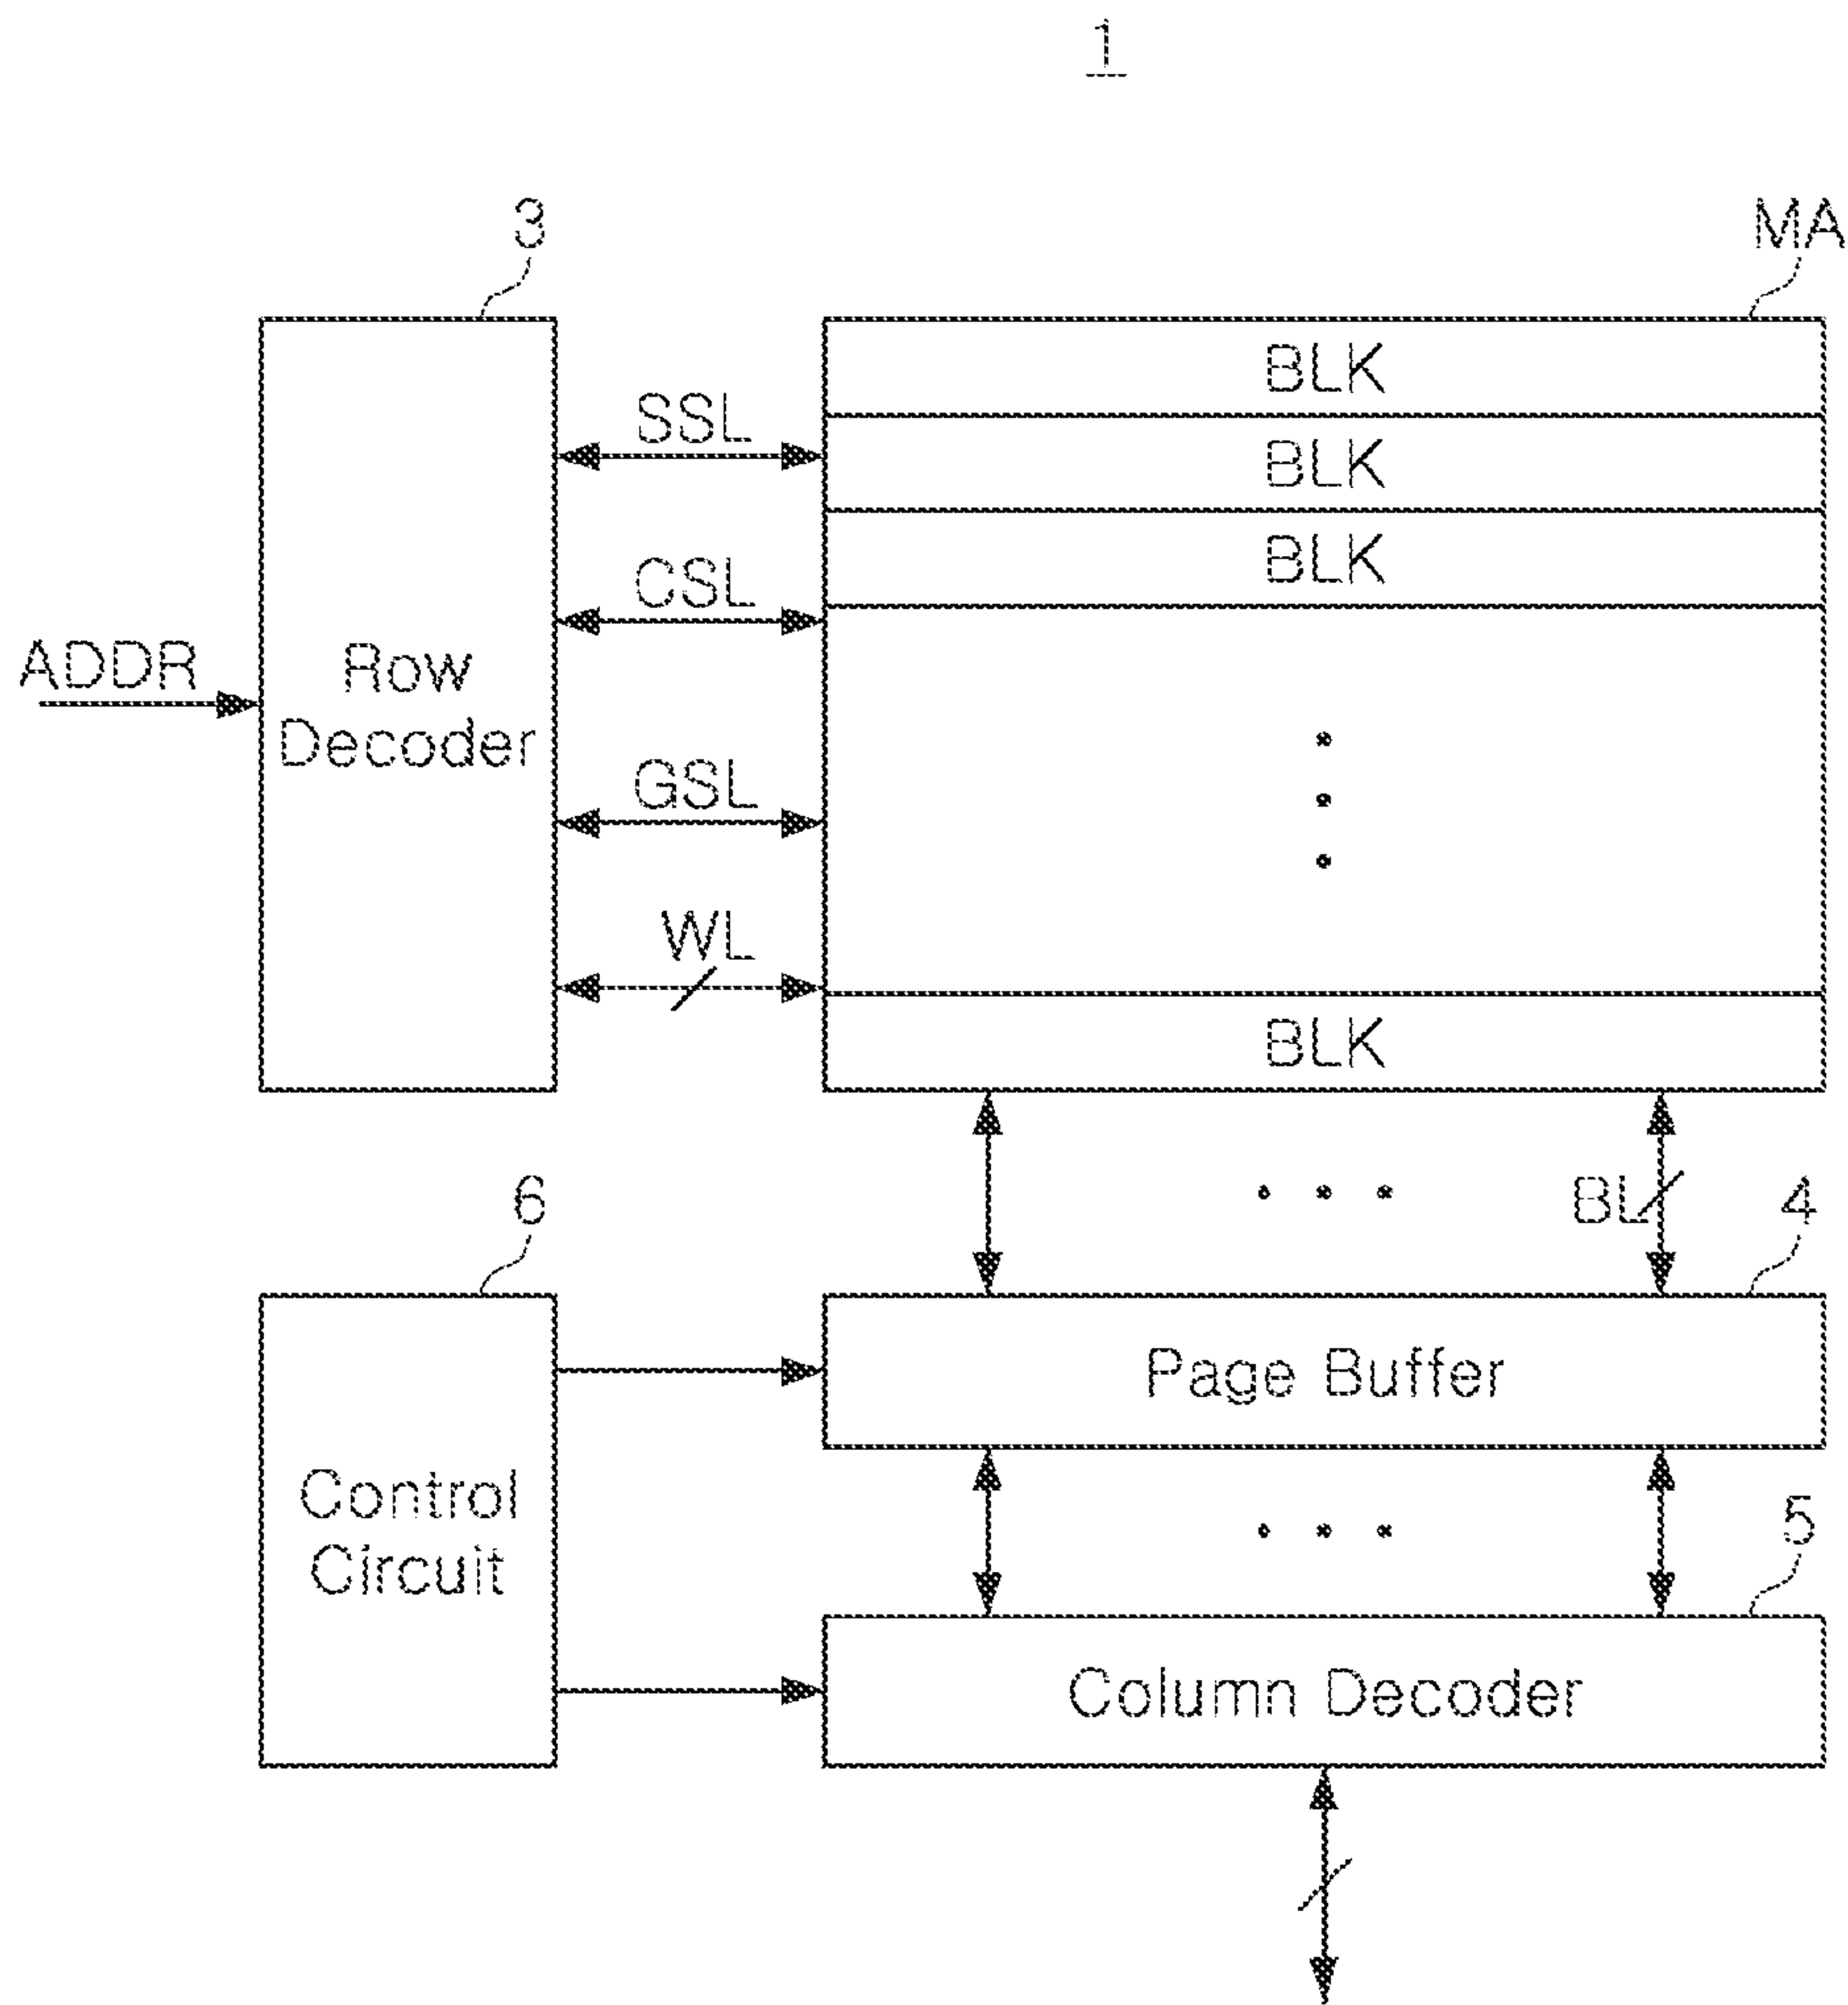 1
3
MA
BLK
SSL
BLK
BLK
CSL
ADDR
Row
Decoder
GSL
WL
BLK
6
BL
4
Page Buffer
Control
Circuit
5
Column Decoder